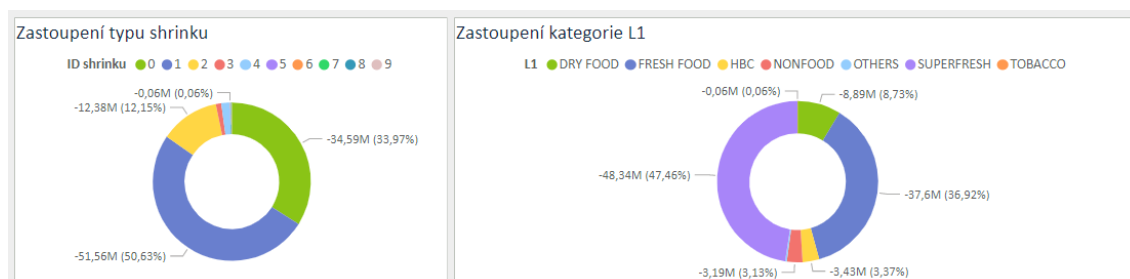 Zastoupení typu shrinku
ID shrinku 0 1 2 3 4 5 6 7 8 9
-0,06M (0,06%)
-12,38M (12,15%)
-34,59M (33,97%)
-51,56M (50,63%)
Zastoupení kategorie L1
L1 DRY FOOD FRESH FOOD HBC NONFOOD OTHERS SUPERFRESH TOBACCO
-0,06M (0,06%)
-8,89M (8,73%)
-48,34M (47,46%)
-37,6M (36,92%)
-3,19M (3,13%)
-3,43M (3,37%)